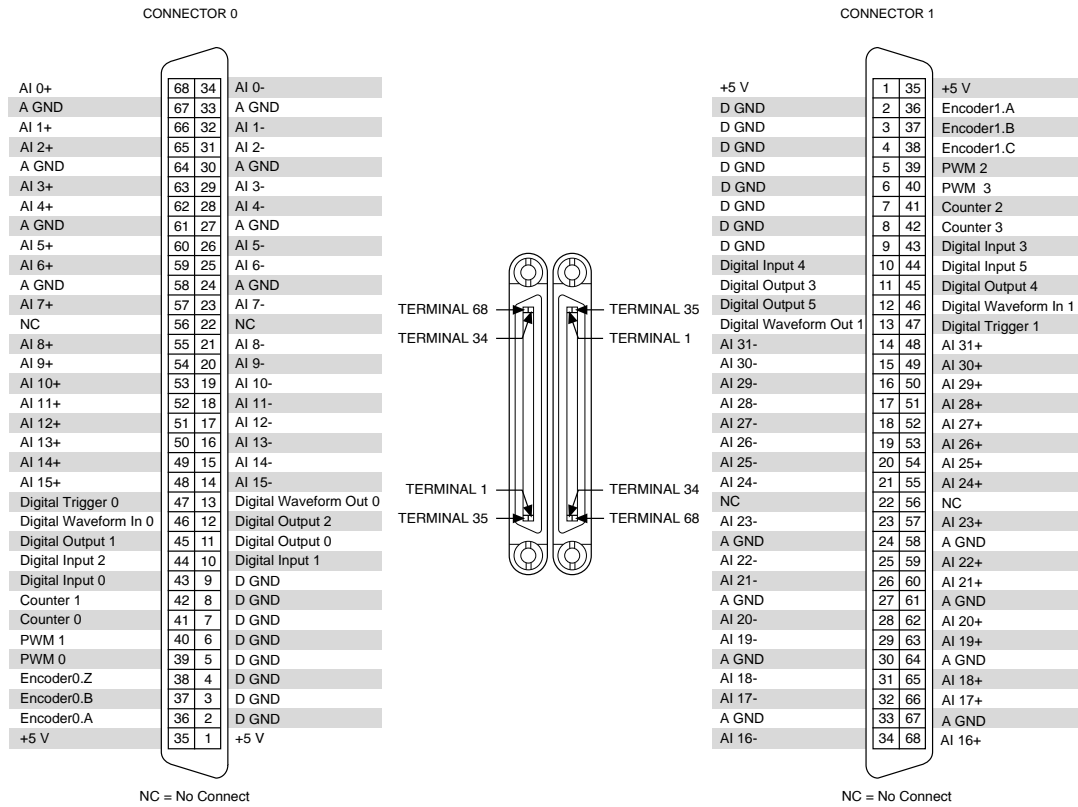 CONNECTOR 0
AI 0+ 68 34 AI 0-
A GND 67 33 A GND
AI 1+ 66 32 AI 1-
AI 2+ 65 31 AI 2-
A GND 64 30 A GND
AI 3+ 63 29 AI 3-
AI 4+ 62 28 AI 4-
A GND 61 27 A GND
AI 5+ 60 26 AI 5-
AI 6+ 59 25 AI 6-
A GND 58 24 A GND
AI 7+ 57 23 AI 7-
NC 56 22 NC
AI 8+ 55 21 AI 8-
AI 9+ 54 20 AI 9-
AI 10+ 53 19 AI 10-
AI 11+ 52 18 AI 11-
AI 12+ 51 17 AI 12-
AI 13+ 50 16 AI 13-
AI 14+ 49 15 AI 14-
AI 15+ 48 14 AI 15-
Digital Trigger 0 47 13 Digital Waveform Out 0
Digital Waveform In 0 46 12 Digital Output 2
Digital Output 1 45 11 Digital Output 0
Digital Input 2 44 10 Digital Input 1
Digital Input 0 43 9 D GND
Counter 1 42 8 D GND
Counter 0 41 7 D GND
PWM 1 40 6 D GND
PWM 0 39 5 D GND
Encoder0.Z 38 4 D GND
Encoder0.B 37 3 D GND
Encoder0.A 36 2 D GND
+5 V 35 1 +5 V
NC = No Connect
TERMINAL 68
TERMINAL 34
TERMINAL 35
TERMINAL 1
TERMINAL 1
TERMINAL 35
TERMINAL 34
TERMINAL 68
CONNECTOR 1
+5 V 1 35 +5 V
D GND 2 36 Encoder1.A
D GND 3 37 Encoder1.B
D GND 4 38 Encoder1.C
D GND 5 39 PWM 2
D GND 6 40 PWM 3
D GND 7 41 Counter 2
D GND 8 42 Counter 3
D GND 9 43 Digital Input 3
Digital Input 4 10 44 Digital Input 5
Digital Output 3 11 45 Digital Output 4
Digital Output 5 12 46 Digital Waveform In 1
Digital Waveform Out 1 13 47 Digital Trigger 1
AI 31- 14 48 AI 31+
AI 30- 15 49 AI 30+
AI 29- 16 50 AI 29+
AI 28- 17 51 AI 28+
AI 27- 18 52 AI 27+
AI 26- 19 53 AI 26+
AI 25- 20 54 AI 25+
AI 24- 21 55 AI 24+
NC 22 56 NC
AI 23- 23 57 AI 23+
A GND 24 58 A GND
AI 22- 25 59 AI 22+
AI 21- 26 60 AI 21+
A GND 27 61 A GND
AI 20- 28 62 AI 20+
AI 19- 29 63 AI 19+
A GND 30 64 A GND
AI 18- 31 65 AI 18+
AI 17- 32 66 AI 17+
A GND 33 67 A GND
AI 16- 34 68 AI 16+
NC = No Connect